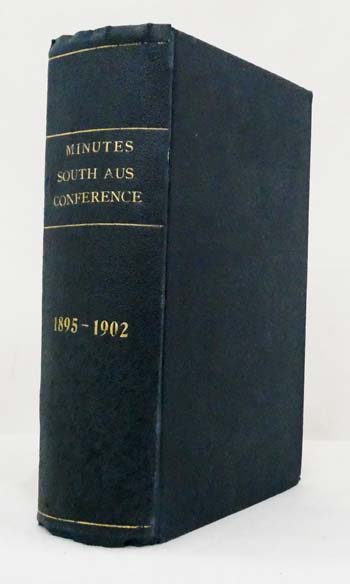 MINUTES
SOUTH AUS
CONFERENCE
1895-1902